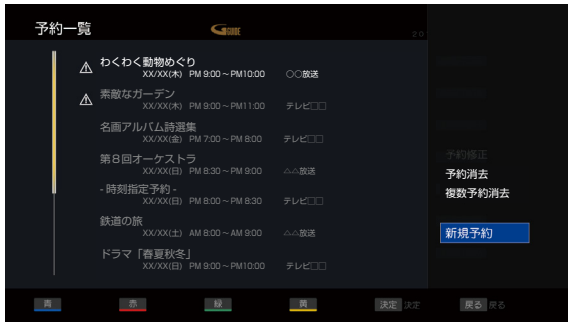 予約一覧
GGUIDE
2.0
わくわく動物めぐり
XX/XX(木) PM 9:00～PM10:00 ○○放送
素敵なガーデン
XX/XX(木) PM 9:00～PM11:00 テレビ□□
名画アルバム詩選集
XX/XX(金) PM 7:00～PM 8:00 テレビ□□
第８回オーケストラ
XX/XX(日) PM 8:30～PM 9:00 △△放送
- 時刻指定予約 -
XX/XX(日) PM 8:00～PM 8:30 テレビ□□
鉄道の旅
XX/XX(土) AM 8:00～AM 9:00 △△放送
ドラマ「春夏秋冬」
XX/XX(日) PM 9:00～PM10:00 テレビ□□
予約修正
予約消去
複数予約消去
新規予約
青 赤 緑 黄 決定 決定 戻る 戻る